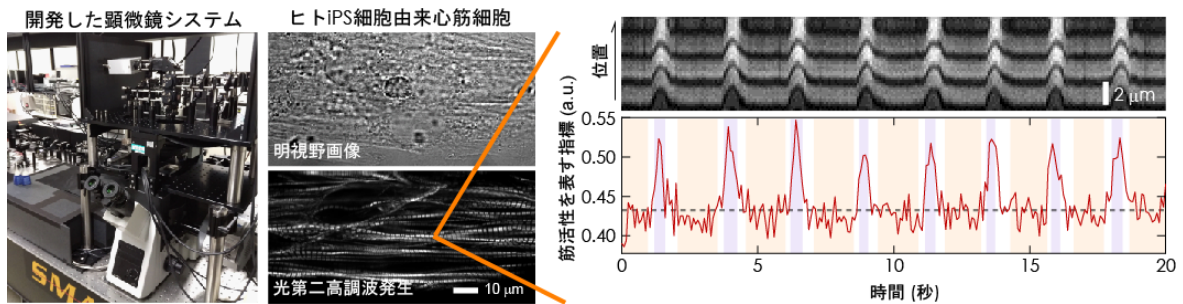 開発した顕微鏡システム
ヒトiPS細胞由来心筋細胞
明視野画像
光第二高調波発生
10 μm
SMA
位置
2 μm
筋活性を表す指標 (a.u.)
0.55
0.50
0.45
0.40
0
5
10
15
20
時間 (秒)